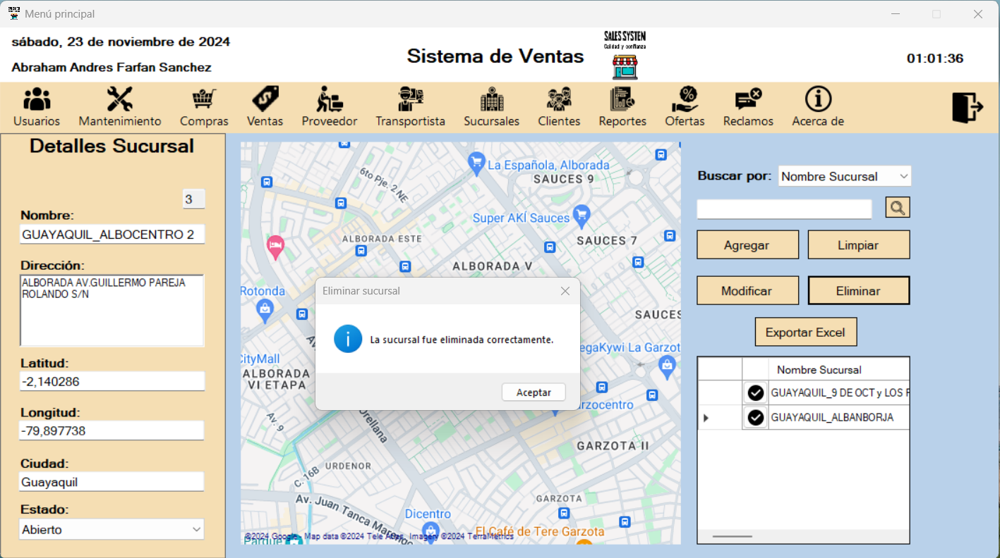 Menú principal
sábado, 23 de noviembre de 2024
Abraham Andres Farfan Sanchez
Sistema de Ventas
SALES SYSTEM
Calidad y confianza
01:01:36
Usuarios
Mantenimiento
Compras
Ventas
Proveedor
Transportista
Sucursales
Clientes
Reportes
Ofertas
Reclamos
Acerca de
Detalles Sucursal
3
Nombre:
GUAYAQUIL_ALBOCENTRO 2
Dirección:
ALBORADA AV.GUILLERMO PAREJA
ROLANDO S/N
Latitud:
-2,140286
Longitud:
-79,897738
Ciudad:
Guayaquil
Estado:
Abierto
La Española, Alborada
SAUCES 9
6to Pje. 2 NE
Super AKÍ Sauces
ALBORADA ESTE
SAUCES 7
ALBORADA V
Rotonda
SAUCES
CityMall
ALBORADA
VI ETAPA
egaKywi La Garzot
rzocentro
Av. 9
Orellana
GARZOTA II
URDENOR
C. 16B
GARZOTA
Av. Juan Tanca Marengo
Dicentro
El Café de Tere Garzota
Parque
©2024 Google - Map data ©2024 Tele Atlas, Imagery ©2024 TerraMetrics
Eliminar sucursal
La sucursal fue eliminada correctamente.
Aceptar
Buscar por:
Nombre Sucursal
Agregar
Limpiar
Modificar
Eliminar
Exportar Excel
Nombre Sucursal
GUAYAQUIL_9 DE OCT y LOS R
GUAYAQUIL_ALBANBORJA